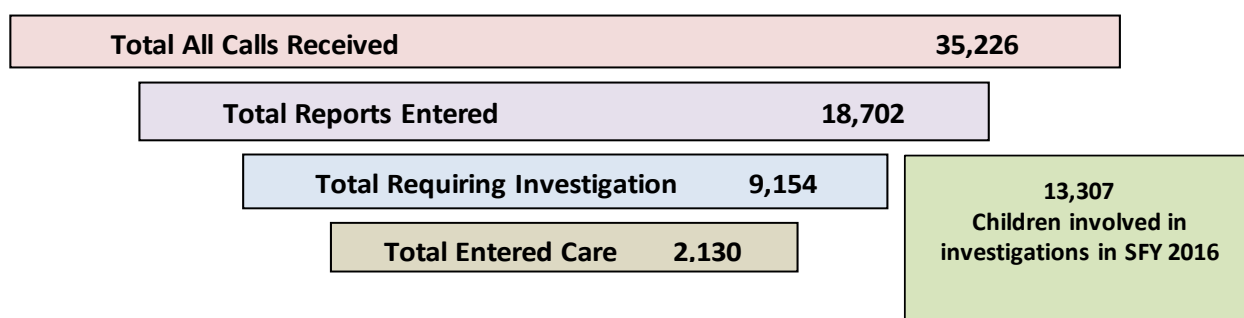 Total All Calls Received 35,226
Total Reports Entered 18,702
Total Requiring Investigation 9,154
Total Entered Care 2,130
13,307
Children involved in
investigations in SFY 2016